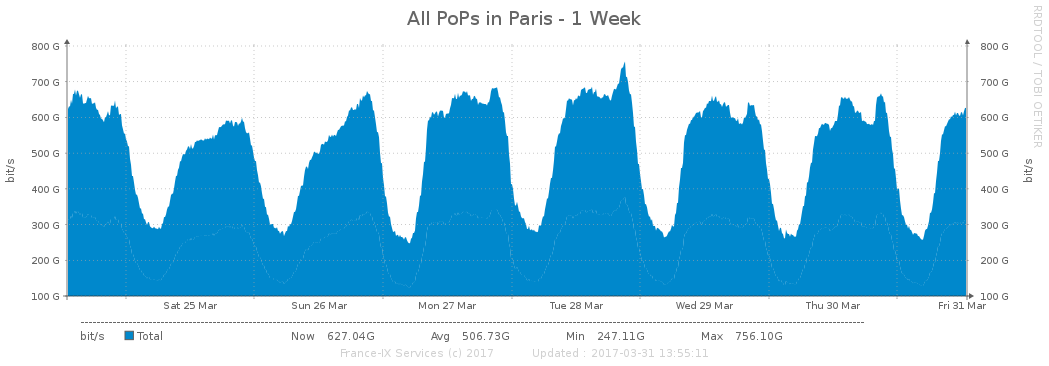 All PoPs in Paris - 1 Week
RRDTOOL / TOBI OETIKER
800 G 800 G
700 G 700 G
600 G 600 G
500 G 500 G
400 G 400 G
300 G 300 G
200 G 200 G
100 G 100 G
bit/s bit/s
Sat 25 Mar Sun 26 Mar Mon 27 Mar Tue 28 Mar Wed 29 Mar Thu 30 Mar Fri 31 Mar
bit/s Total Now 627.04G Avg 506.73G Min 247.11G Max 756.10G
France-IX Services (c) 2017 Updated : 2017-03-31 13:55:11